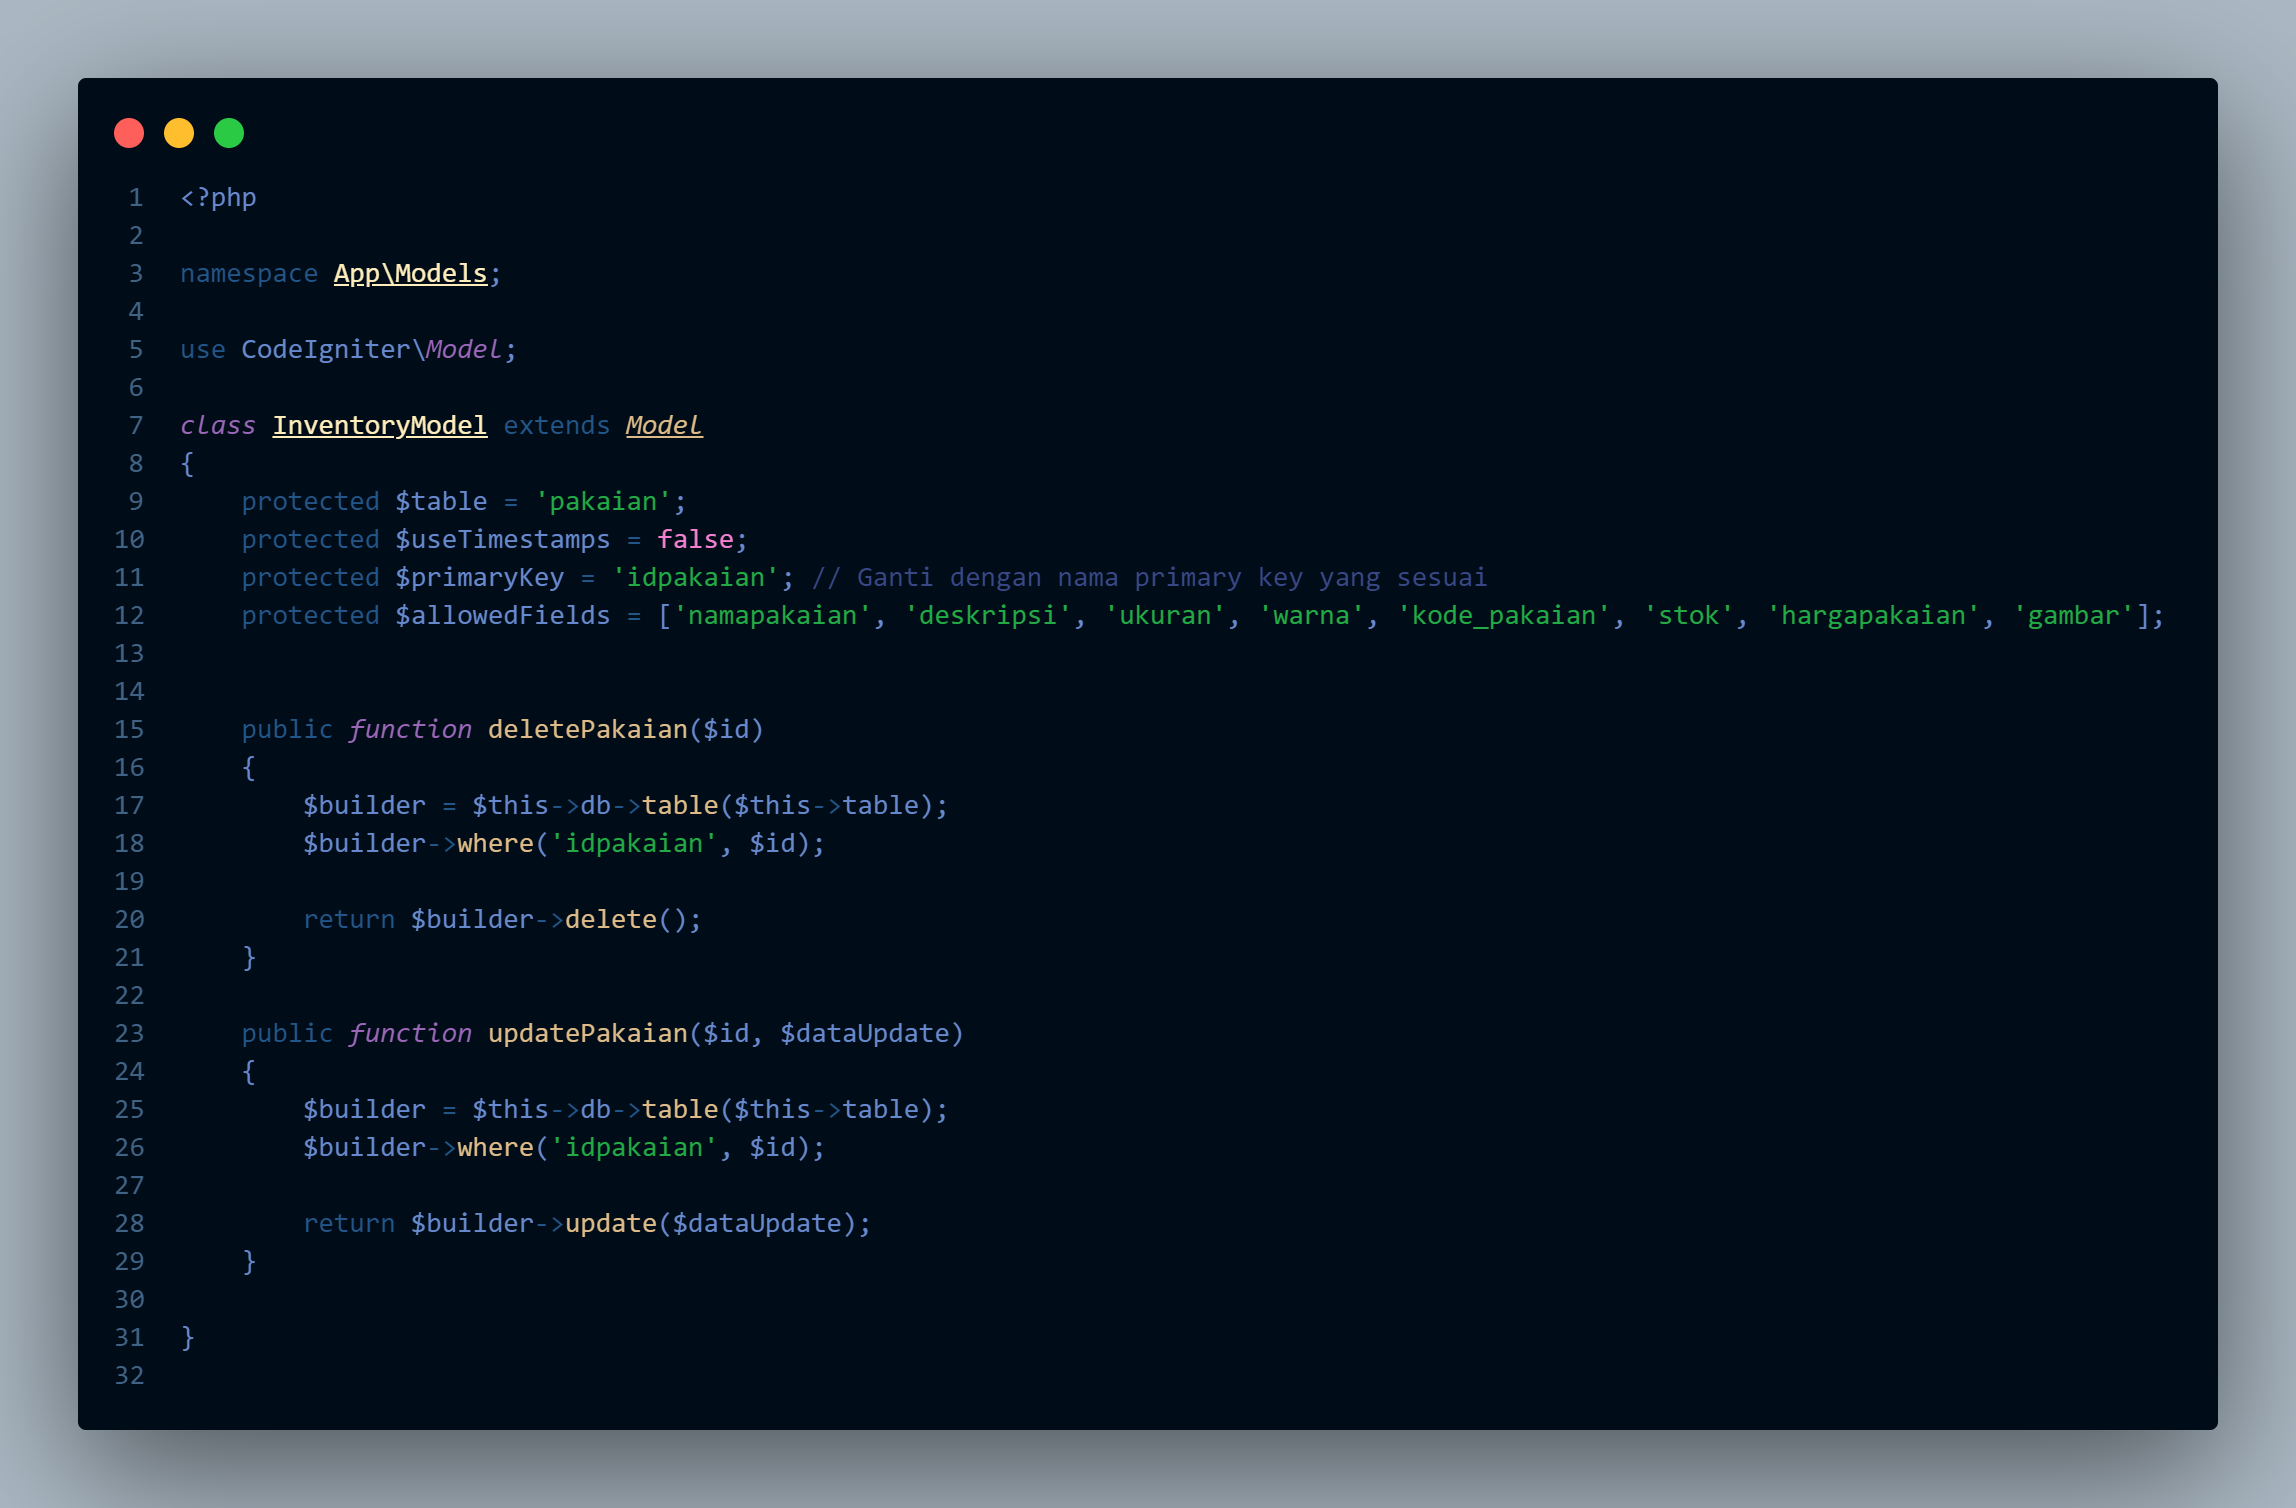 1 <?php
2
3 namespace App\Models;
4
5 use CodeIgniter\Model;
6
7 class InventoryModel extends Model
8 {
9     protected $table = 'pakaian';
10     protected $useTimestamps = false;
11     protected $primaryKey = 'idpakaian'; // Ganti dengan nama primary key yang sesuai
12     protected $allowedFields = ['namapakaian', 'deskripsi', 'ukuran', 'warna', 'kode_pakaian', 'stok', 'hargapakaian', 'gambar'];
13
14
15     public function deletePakaian($id)
16     {
17         $builder = $this->db->table($this->table);
18         $builder->where('idpakaian', $id);
19
20         return $builder->delete();
21     }
22
23     public function updatePakaian($id, $dataUpdate)
24     {
25         $builder = $this->db->table($this->table);
26         $builder->where('idpakaian', $id);
27
28         return $builder->update($dataUpdate);
29     }
30
31 }
32